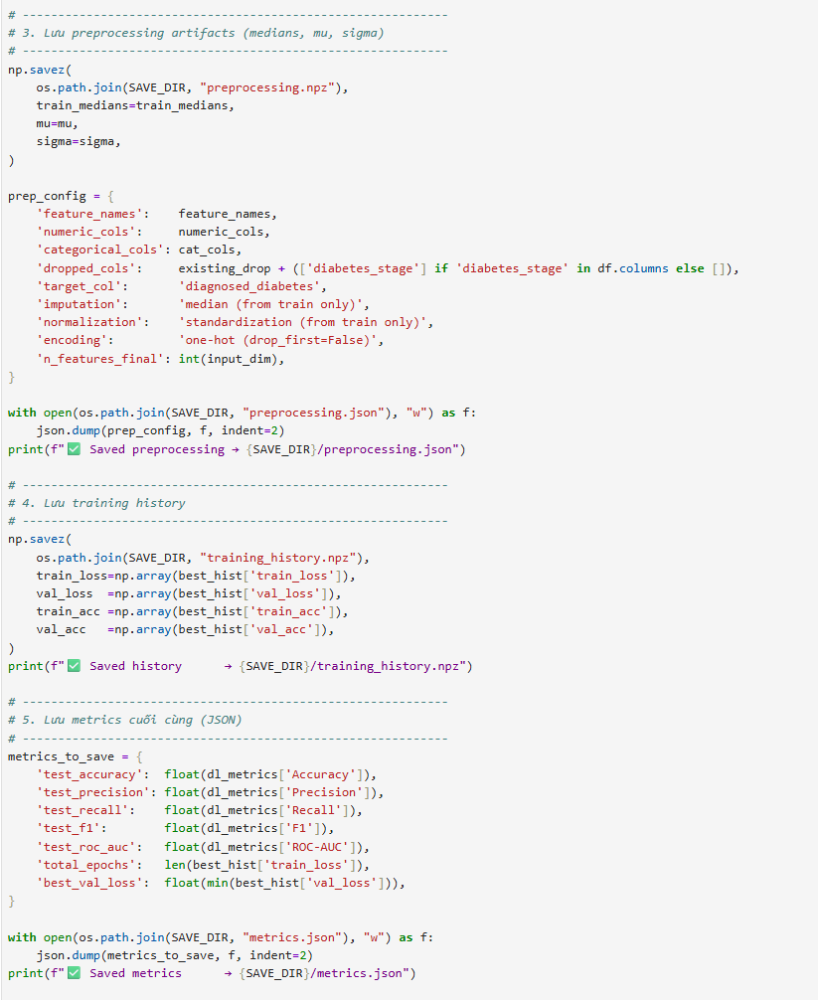 # ------------------------------------------------------------
# 3. Lưu preprocessing artifacts (medians, mu, sigma)
# ------------------------------------------------------------
np.savez(
    os.path.join(SAVE_DIR, "preprocessing.npz"),
    train_medians=train_medians,
    mu=mu,
    sigma=sigma,
)

prep_config = {
    'feature_names':    feature_names,
    'numeric_cols':     numeric_cols,
    'categorical_cols': cat_cols,
    'dropped_cols':     existing_drop + (['diabetes_stage'] if 'diabetes_stage' in df.columns else []),
    'target_col':       'diagnosed_diabetes',
    'imputation':       'median (from train only)',
    'normalization':    'standardization (from train only)',
    'encoding':         'one-hot (drop_first=False)',
    'n_features_final': int(input_dim),
}

with open(os.path.join(SAVE_DIR, "preprocessing.json"), "w") as f:
    json.dump(prep_config, f, indent=2)
print(f"✅ Saved preprocessing → {SAVE_DIR}/preprocessing.json")

# ------------------------------------------------------------
# 4. Lưu training history
# ------------------------------------------------------------
np.savez(
    os.path.join(SAVE_DIR, "training_history.npz"),
    train_loss=np.array(best_hist['train_loss']),
    val_loss  =np.array(best_hist['val_loss']),
    train_acc =np.array(best_hist['train_acc']),
    val_acc   =np.array(best_hist['val_acc']),
)
print(f"✅ Saved history      → {SAVE_DIR}/training_history.npz")

# ------------------------------------------------------------
# 5. Lưu metrics cuối cùng (JSON)
# ------------------------------------------------------------
metrics_to_save = {
    'test_accuracy':  float(dl_metrics['Accuracy']),
    'test_precision': float(dl_metrics['Precision']),
    'test_recall':    float(dl_metrics['Recall']),
    'test_f1':        float(dl_metrics['F1']),
    'test_roc_auc':   float(dl_metrics['ROC-AUC']),
    'total_epochs':   len(best_hist['train_loss']),
    'best_val_loss':  float(min(best_hist['val_loss'])),
}

with open(os.path.join(SAVE_DIR, "metrics.json"), "w") as f:
    json.dump(metrics_to_save, f, indent=2)
print(f"✅ Saved metrics      → {SAVE_DIR}/metrics.json")